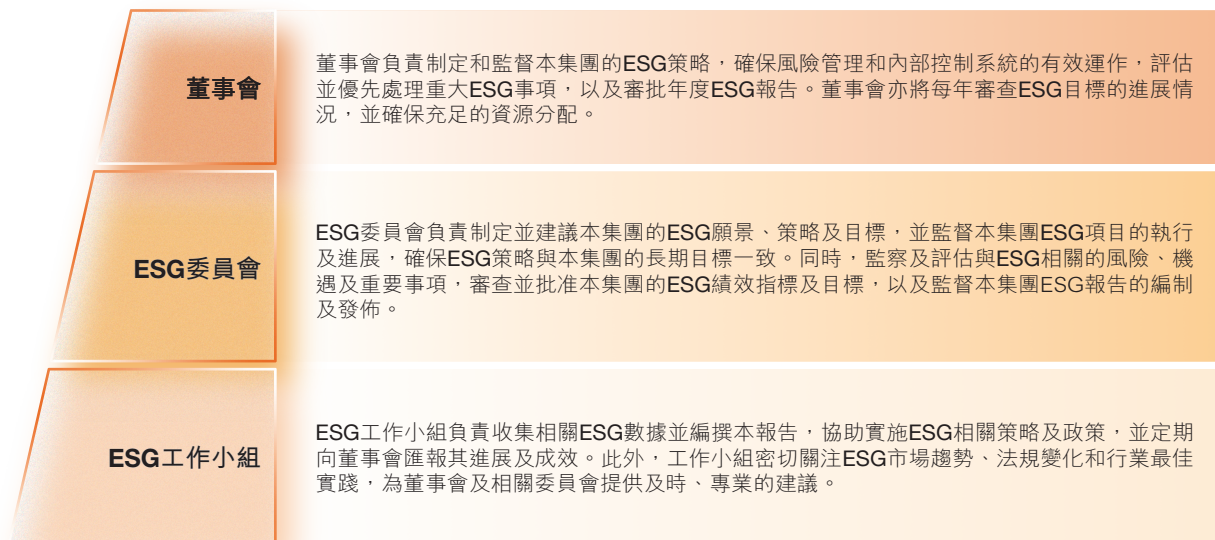 董事會
董事會負責制定和監督本集團的ESG策略，確保風險管理和內部控制系統的有效運作，評估
並優先處理重大ESG事項，以及審批年度ESG報告。董事會亦將每年審查ESG目標的進展情
況，並確保充足的資源分配。
ESG委員會
ESG委員會負責制定並建議本集團的ESG願景、策略及目標，並監督本集團ESG項目的執行
及進展，確保ESG策略與本集團的長期目標一致。同時，監察及評估與ESG相關的風險、機
遇及重要事項，審查並批准本集團的ESG績效指標及目標，以及監督本集團ESG報告的編制
及發佈。
ESG工作小組
ESG工作小組負責收集相關ESG數據並編撰本報告，協助實施ESG相關策略及政策，並定期
向董事會匯報其進展及成效。此外，工作小組密切關注ESG市場趨勢、法規變化和行業最佳
實踐，為董事會及相關委員會提供及時、專業的建議。